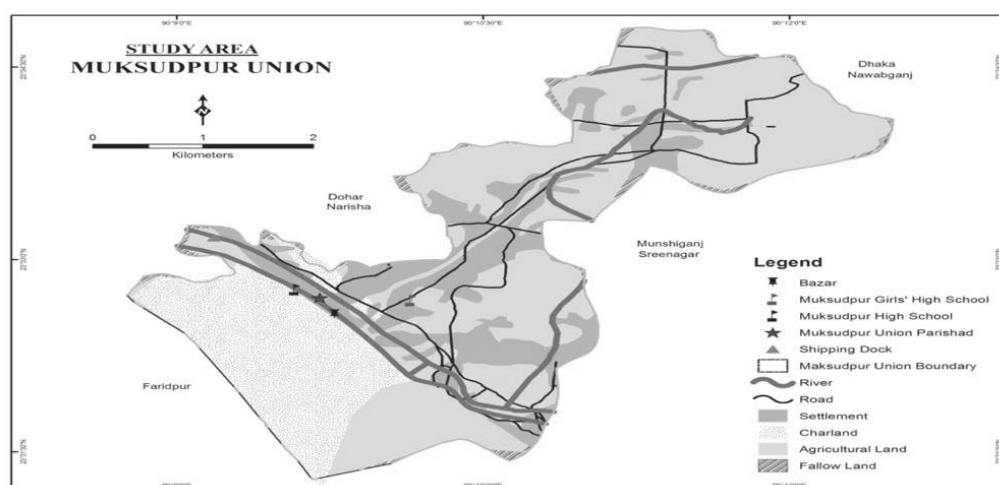 90°9'0"E 90°10'30"E 90°12'0"E
STUDY AREA
MUKSUDPUR UNION
N
0 1 2
Kilometers
Dhaka
Nawabganj
Dohar
Narisha
Munshiganj
Sreenagar
Faridpur
Legend
Bazar
Muksudpur Girls' High School
Muksudpur High School
Muksudpur Union Parishad
Shipping Dock
Maksudpur Union Boundary
River
Road
Settlement
Charland
Agricultural Land
Fallow Land